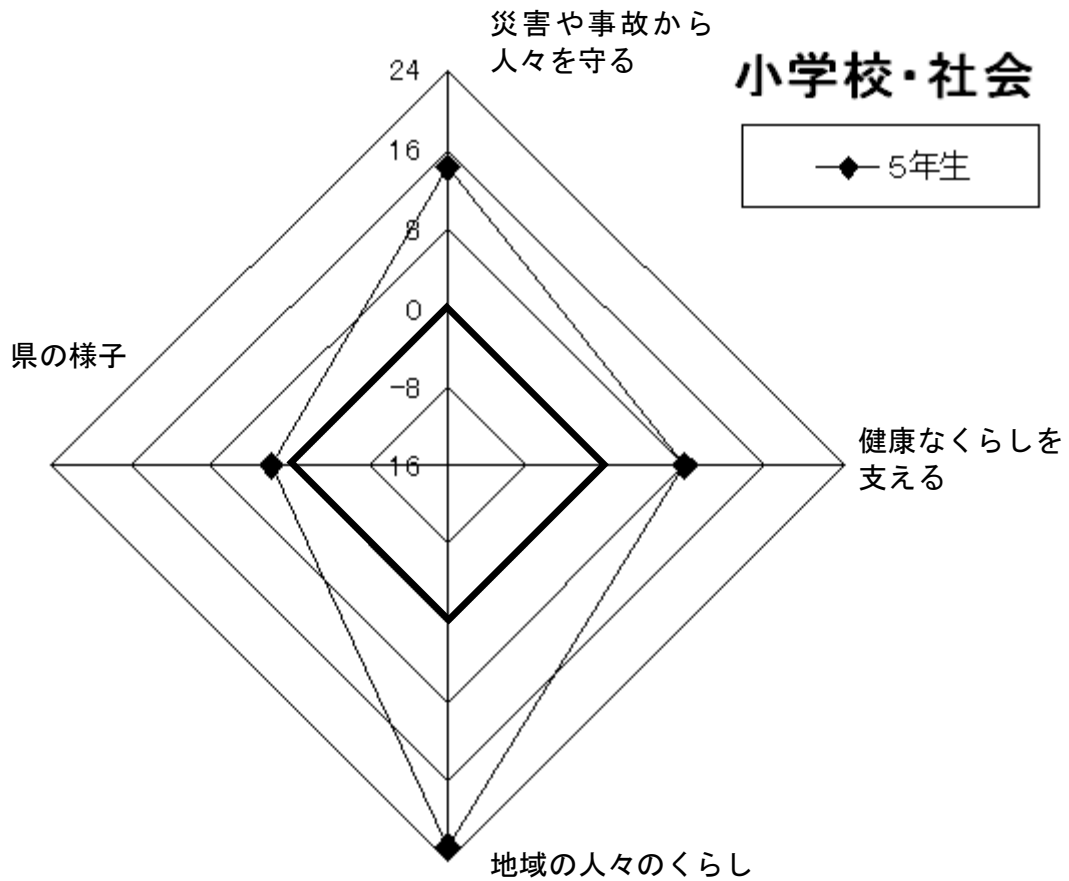 災害や事故から
人々を守る
小学校・社会
5年生
24
16
8
0
-8
16
県の様子
健康なくらしを
支える
地域の人々のくらし